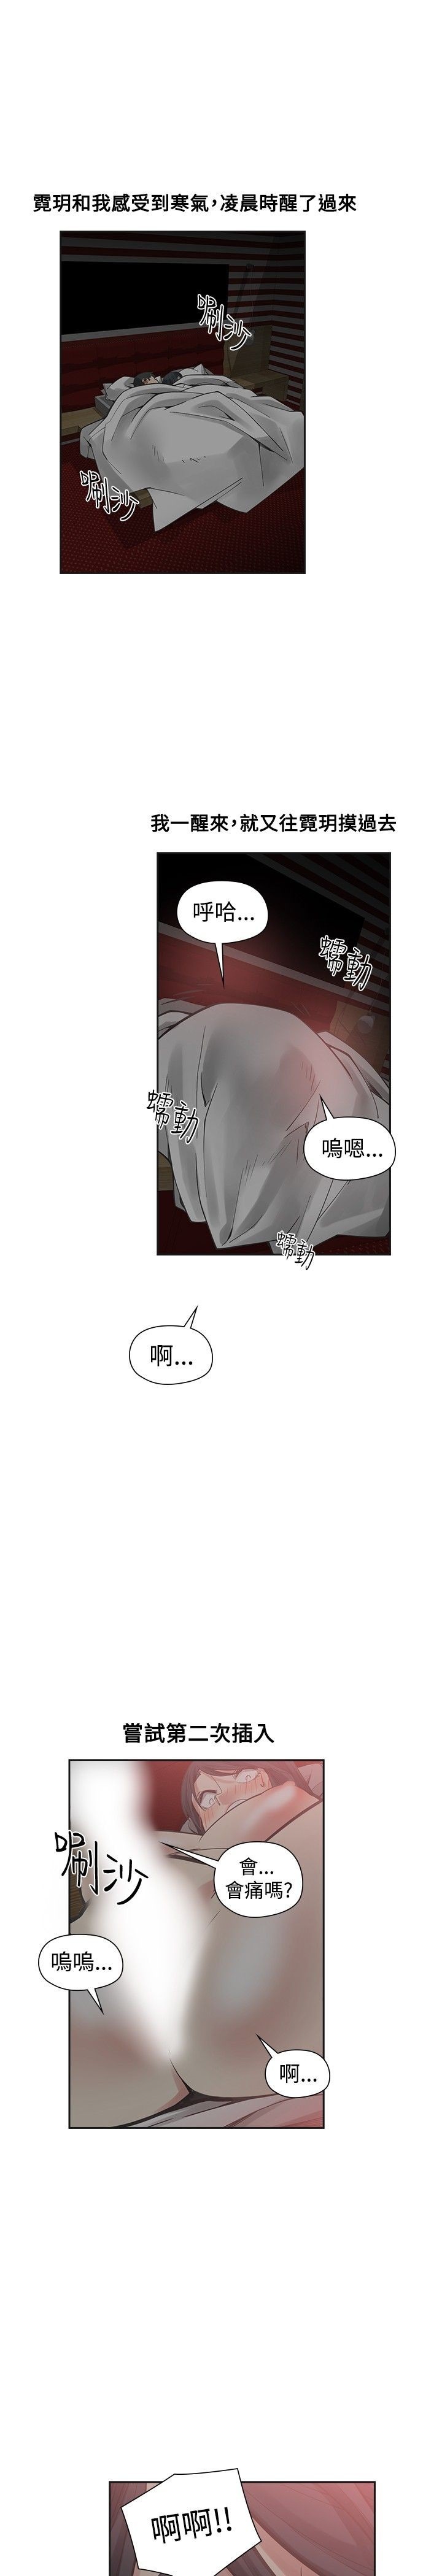 霓玥和我感受到寒氣，凌晨時醒了過來
唰沙
唰沙
我一醒來，就又往霓玥摸過去
呼哈...
蠕動
蠕動
嗚嗯...
蠕動
啊...
嘗試第二次插入
唰沙
會...
會痛嗎?
嗚嗚...
啊...
啊啊!!